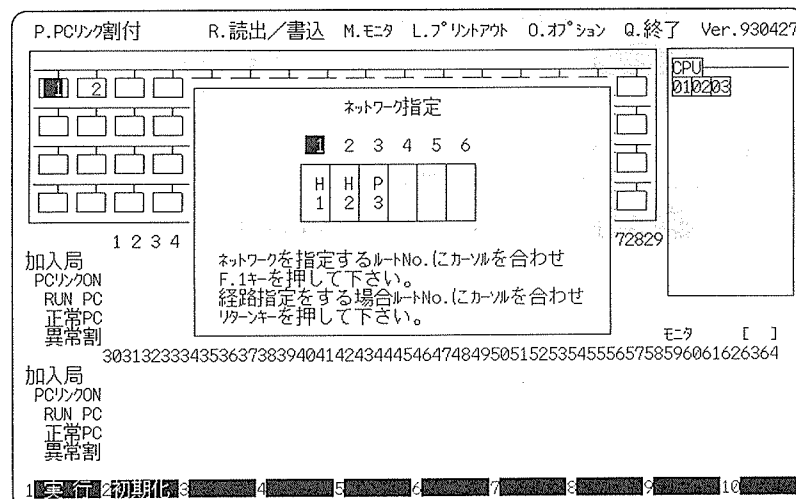 P.PCﾘﾝｸ割付 R.読出／書込 M.ﾓﾆﾀ L.ﾌﾟﾘﾝﾄｱｳﾄ O.ｵﾌﾟｼｮﾝ Q.終了 Ver.930427
CPU
1 2
010203
ﾈｯﾄﾜｰｸ指定
1 2 3 4 5 6
H H P
1 2 3
1 2 3 4
72829
ﾈｯﾄﾜｰｸを指定するﾙｰﾄNo.にｶｰｿﾙを合わせ
F.1ｷｰを押して下さい。
経路指定をする場合ﾙｰﾄNo.にｶｰｿﾙを合わせ
ﾘﾀｰﾝｷｰを押して下さい。
加入局
PCﾘﾝｸON
RUN PC
正常PC
異常割
ﾓﾆﾀ [ ]
3031323334353637383940414243444546474849505152535455565758596061626364
加入局
PCﾘﾝｸON
RUN PC
正常PC
異常割
1 実 行 2初期化 3 4 5 6 7 8 9 10